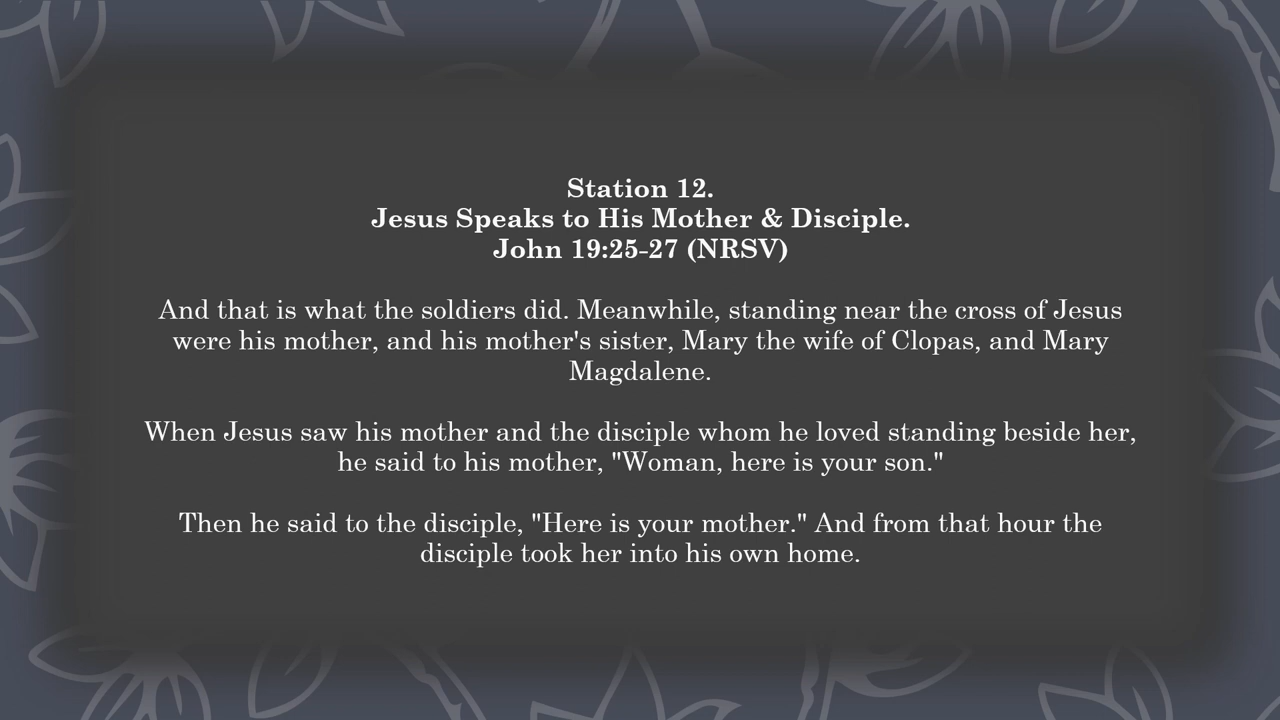 Station 12.
Jesus Speaks to His Mother & Disciple.
John 19:25-27 (NRSV)
And that is what the soldiers did. Meanwhile, standing near the cross of Jesus
were his mother, and his mother's sister, Mary the wife of Clopas, and Mary
Magdalene.
When Jesus saw his mother and the disciple whom he loved standing beside her,
he said to his mother, "Woman, here is your son."
Then he said to the disciple, "Here is your mother." And from that hour the
disciple took her into his own home.